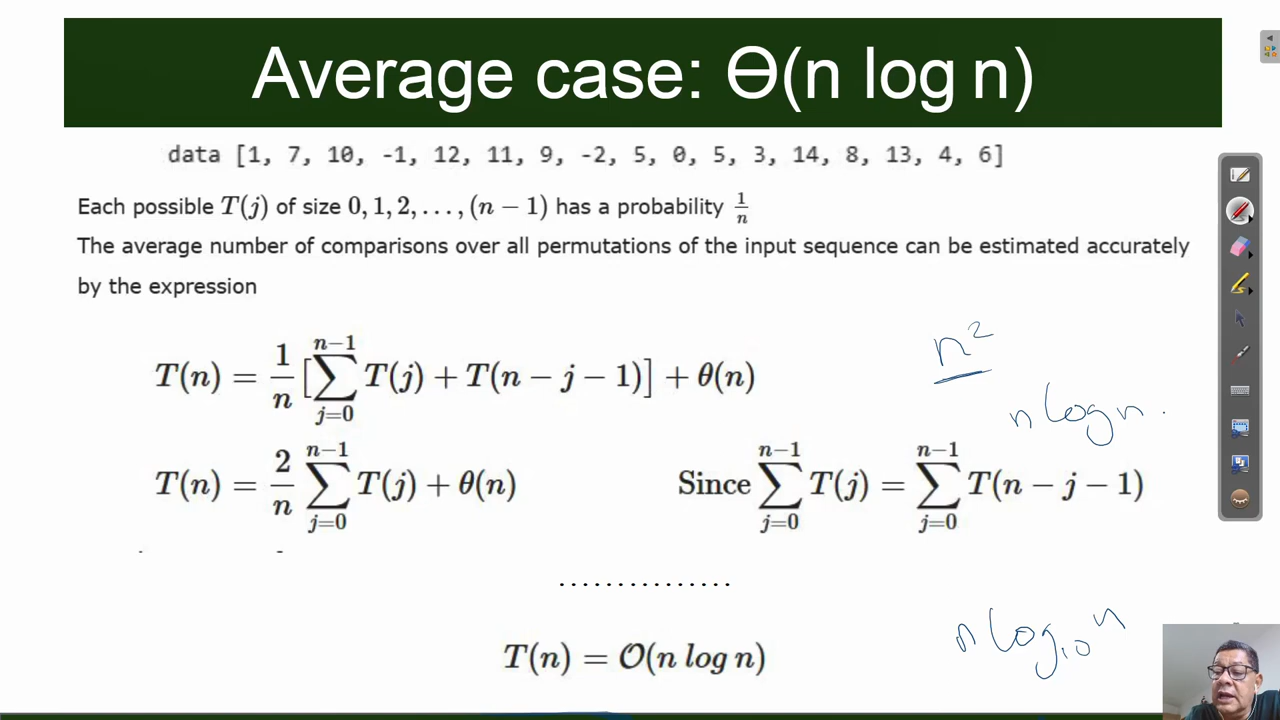 Average case: Θ(n log n)
data [1, 7, 10, -1, 12, 11, 9, -2, 5, 0, 5, 3, 14, 8, 13, 4, 6]
Each possible T(j) of size 0, 1, 2, . . . , (n − 1) has a probability 1/n
The average number of comparisons over all permutations of the input sequence can be estimated accurately
by the expression
T(n) = 1/n [∑_{j=0}^{n−1} T(j) + T(n − j − 1)] + θ(n)
n²
n log n
T(n) = 2/n ∑_{j=0}^{n−1} T(j) + θ(n)
Since ∑_{j=0}^{n−1} T(j) = ∑_{j=0}^{n−1} T(n − j − 1)
...............
n log₁₀ n
T(n) = 𝒪(n log n)